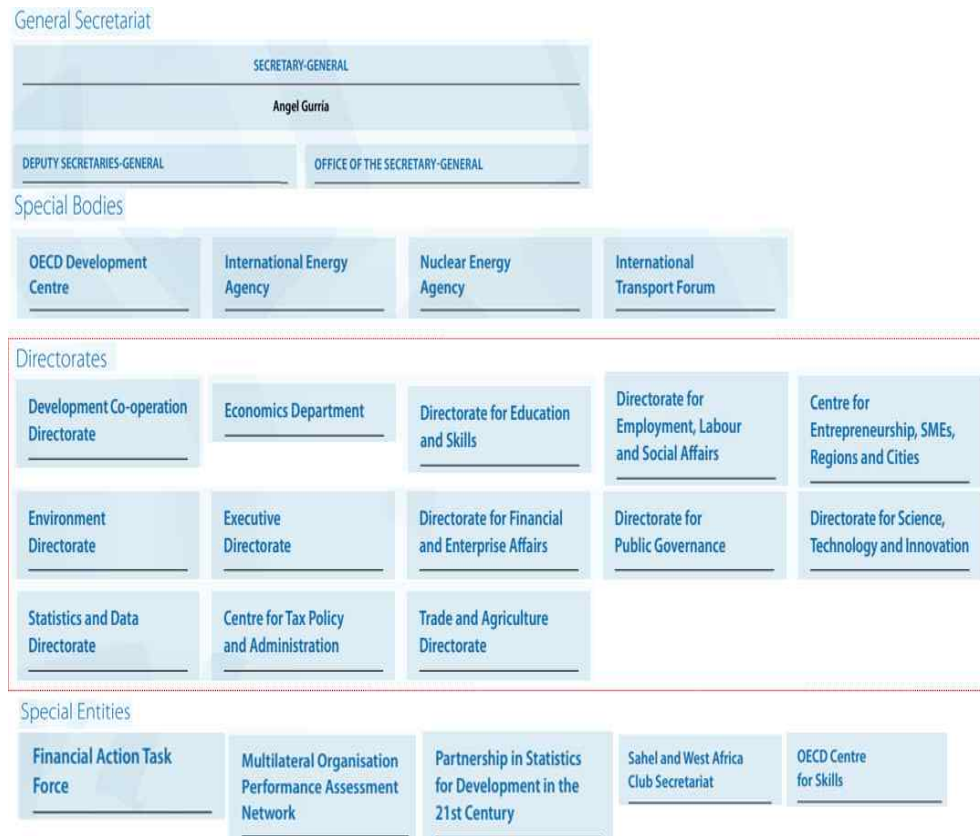 General Secretariat
SECRETARY-GENERAL
Angel Gurría
DEPUTY SECRETARIES-GENERAL
OFFICE OF THE SECRETARY-GENERAL
Special Bodies
OECD Development
Centre
International Energy
Agency
Nuclear Energy
Agency
International
Transport Forum
Directorates
Development Co-operation
Directorate
Economics Department
Directorate for Education
and Skills
Directorate for
Employment, Labour
and Social Affairs
Centre for
Entrepreneurship, SMEs,
Regions and Cities
Environment
Directorate
Executive
Directorate
Directorate for Financial
and Enterprise Affairs
Directorate for
Public Governance
Directorate for Science,
Technology and Innovation
Statistics and Data
Directorate
Centre for Tax Policy
and Administration
Trade and Agriculture
Directorate
Special Entities
Financial Action Task
Force
Multilateral Organisation
Performance Assessment
Network
Partnership in Statistics
for Development in the
21st Century
Sahel and West Africa
Club Secretariat
OECD Centre
for Skills